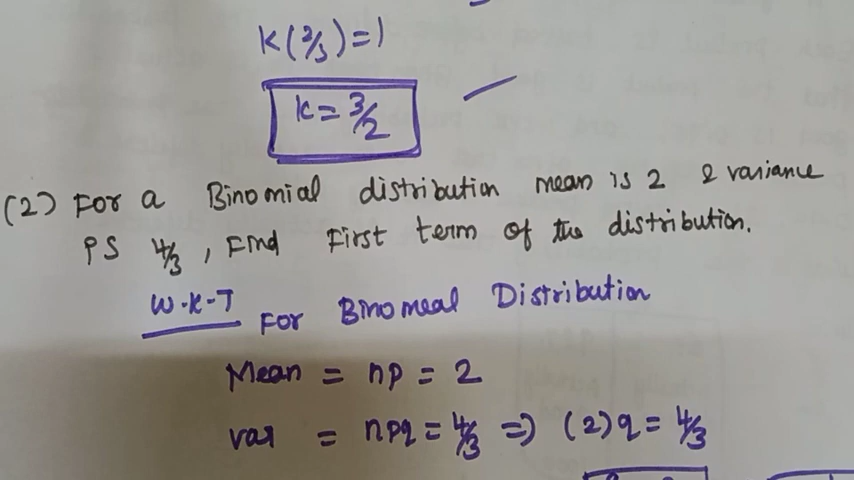 K(2/3)=1
K=3/2
(2) For a Binomial distribution mean is 2 & variance
PS 4/3, Find First term of the distribution.
W.K.T For Binomeal Distribution
Mean = np = 2
var = npq = 4/3 => (2)q = 4/3